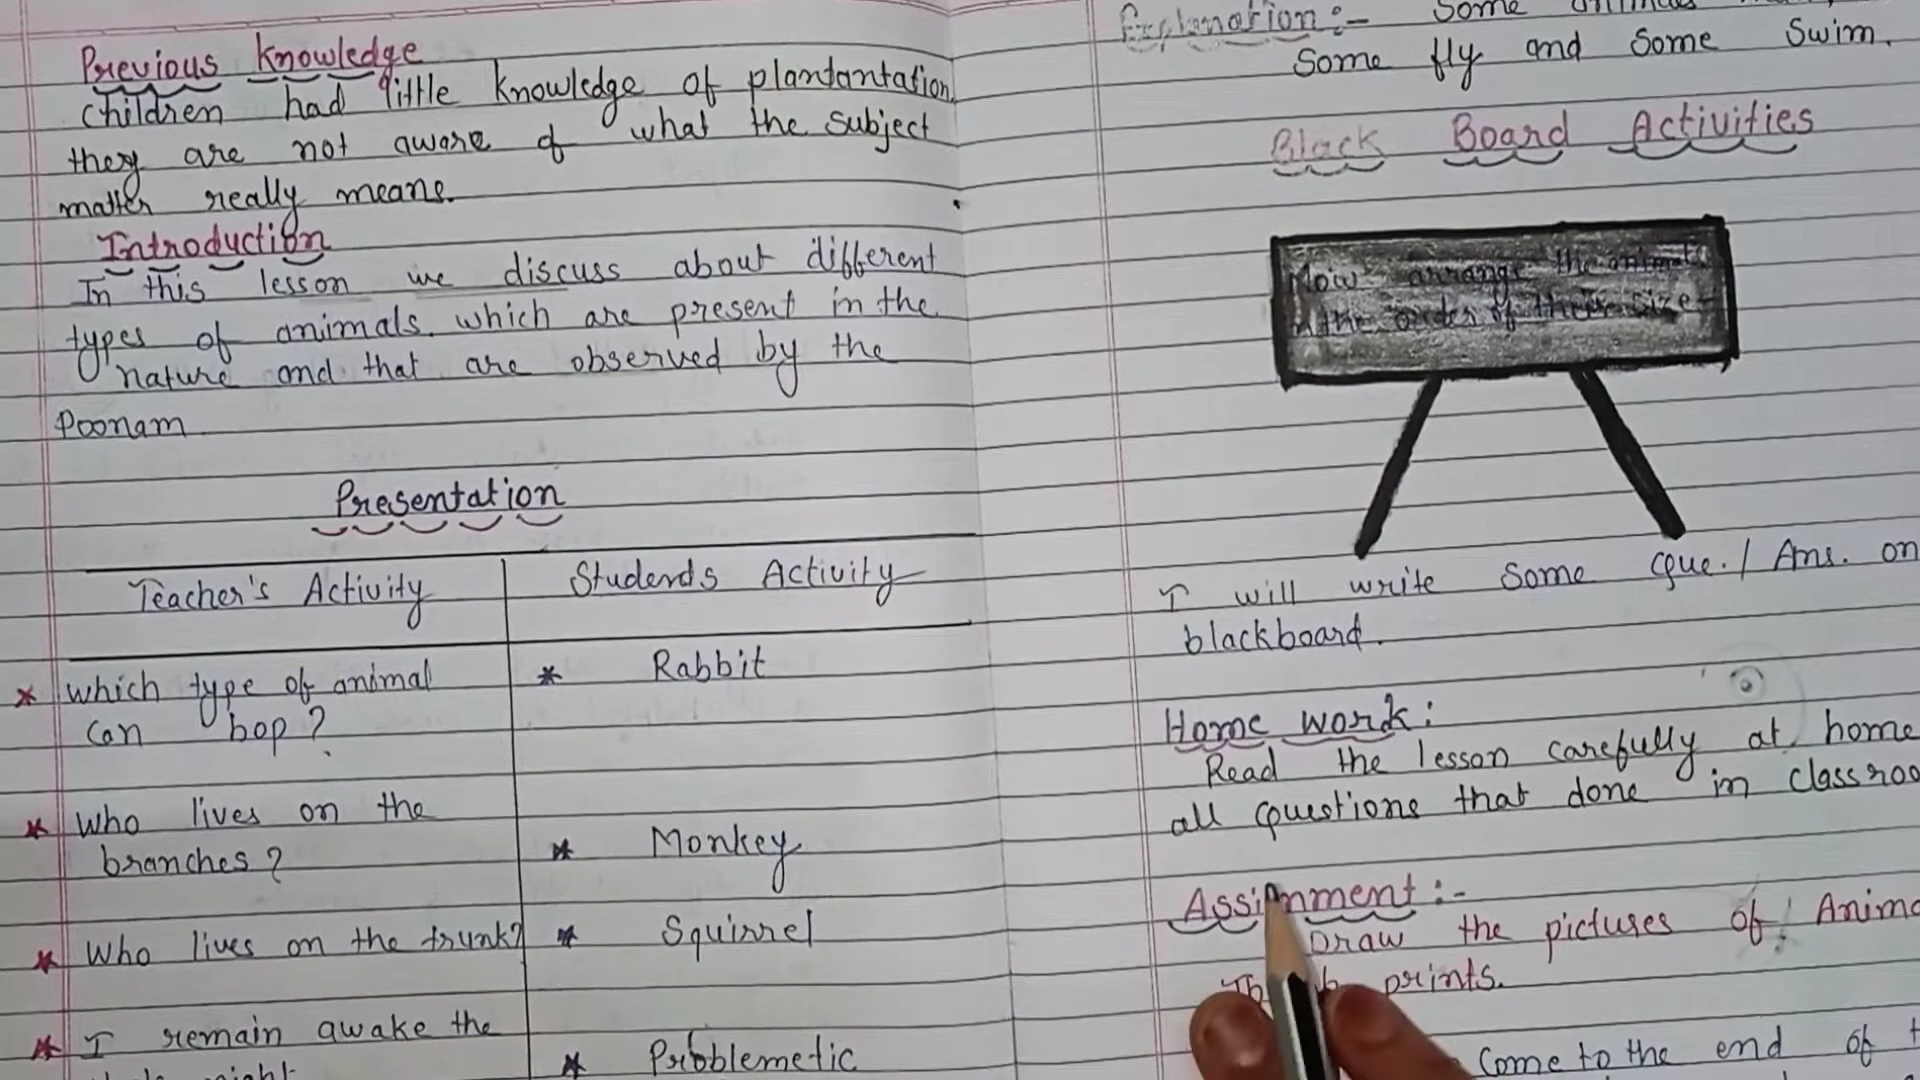 Previous Knowledge
children had little knowledge of plantantation.
they are not aware of what the subject
matter really means.
Introduction
In this lesson we discuss about different
types of animals. which are present in the
nature and that are observed by the
Poonam
Presentation
Teacher's Activity
Students Activity
* which type of animal
can hop?
* Rabbit
* Who lives on the
branches?
* Monkey
* Who lives on the trunk?
* Squirrel
* I remain awake the
* Problemetic
Explanation:- Some
Some fly and Some Swim.
Black Board Activities
Now arrange the animals
in the order of their size-
I will write Some Que./Ans. on
blackboard.
Home work:
Read the lesson carefully at home
all Questions that done in Classroo
Assignment:-
Draw the pictures of Anima
prints.
Come to the end of